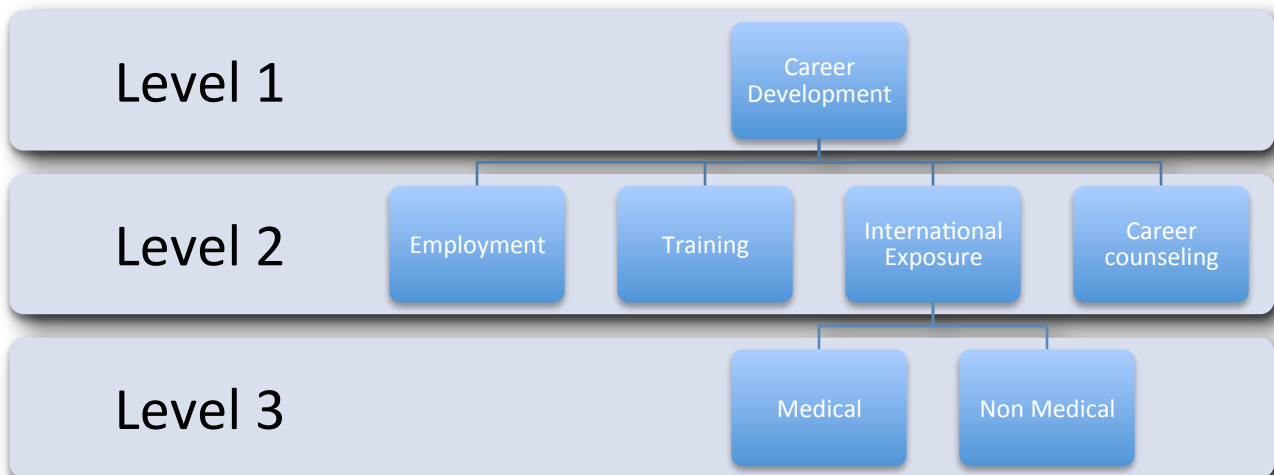 Level 1
Career
Development
Level 2
Employment
Training
International
Exposure
Career
counseling
Level 3
Medical
Non Medical